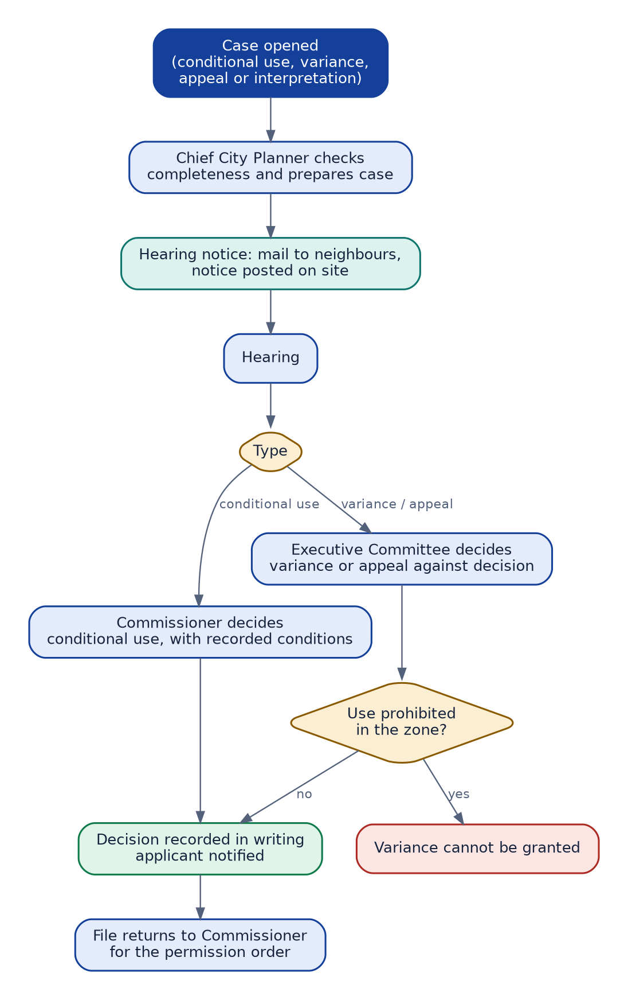 Case opened
(conditional use, variance,
appeal or interpretation)
Chief City Planner checks
completeness and prepares case
Hearing notice: mail to neighbours,
notice posted on site
Hearing
Type
conditional use
variance / appeal
Executive Committee decides
variance or appeal against decision
Commissioner decides
conditional use, with recorded conditions
Use prohibited
in the zone?
no
yes
Decision recorded in writing
applicant notified
Variance cannot be granted
File returns to Commissioner
for the permission order